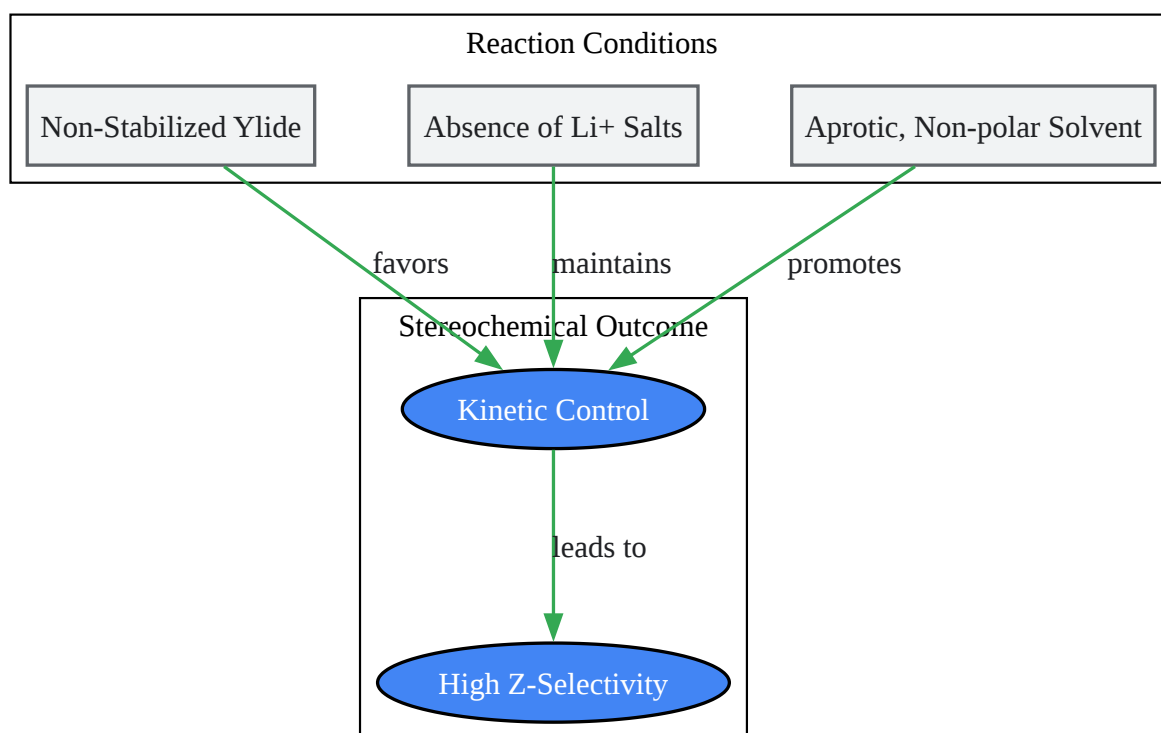 Reaction Conditions
Non-Stabilized Ylide
Absence of Li+ Salts
Aprotic, Non-polar Solvent
favors
maintains
promotes
Stereochemical Outcome
Kinetic Control
leads to
High Z-Selectivity